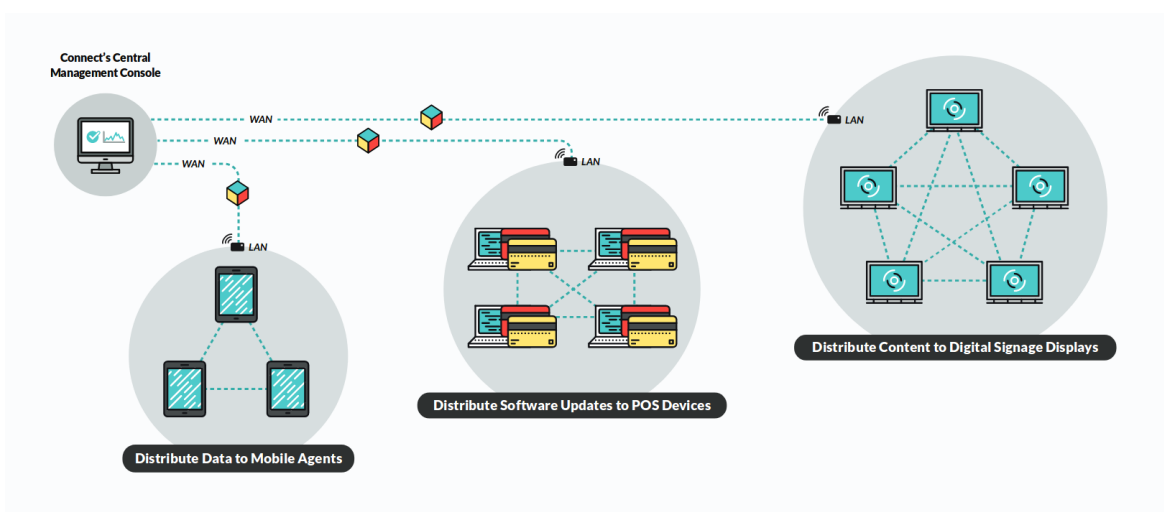 Connect's Central
Management Console
WAN
LAN
WAN
LAN
WAN
LAN
Distribute Content to Digital Signage Displays
Distribute Software Updates to POS Devices
Distribute Data to Mobile Agents